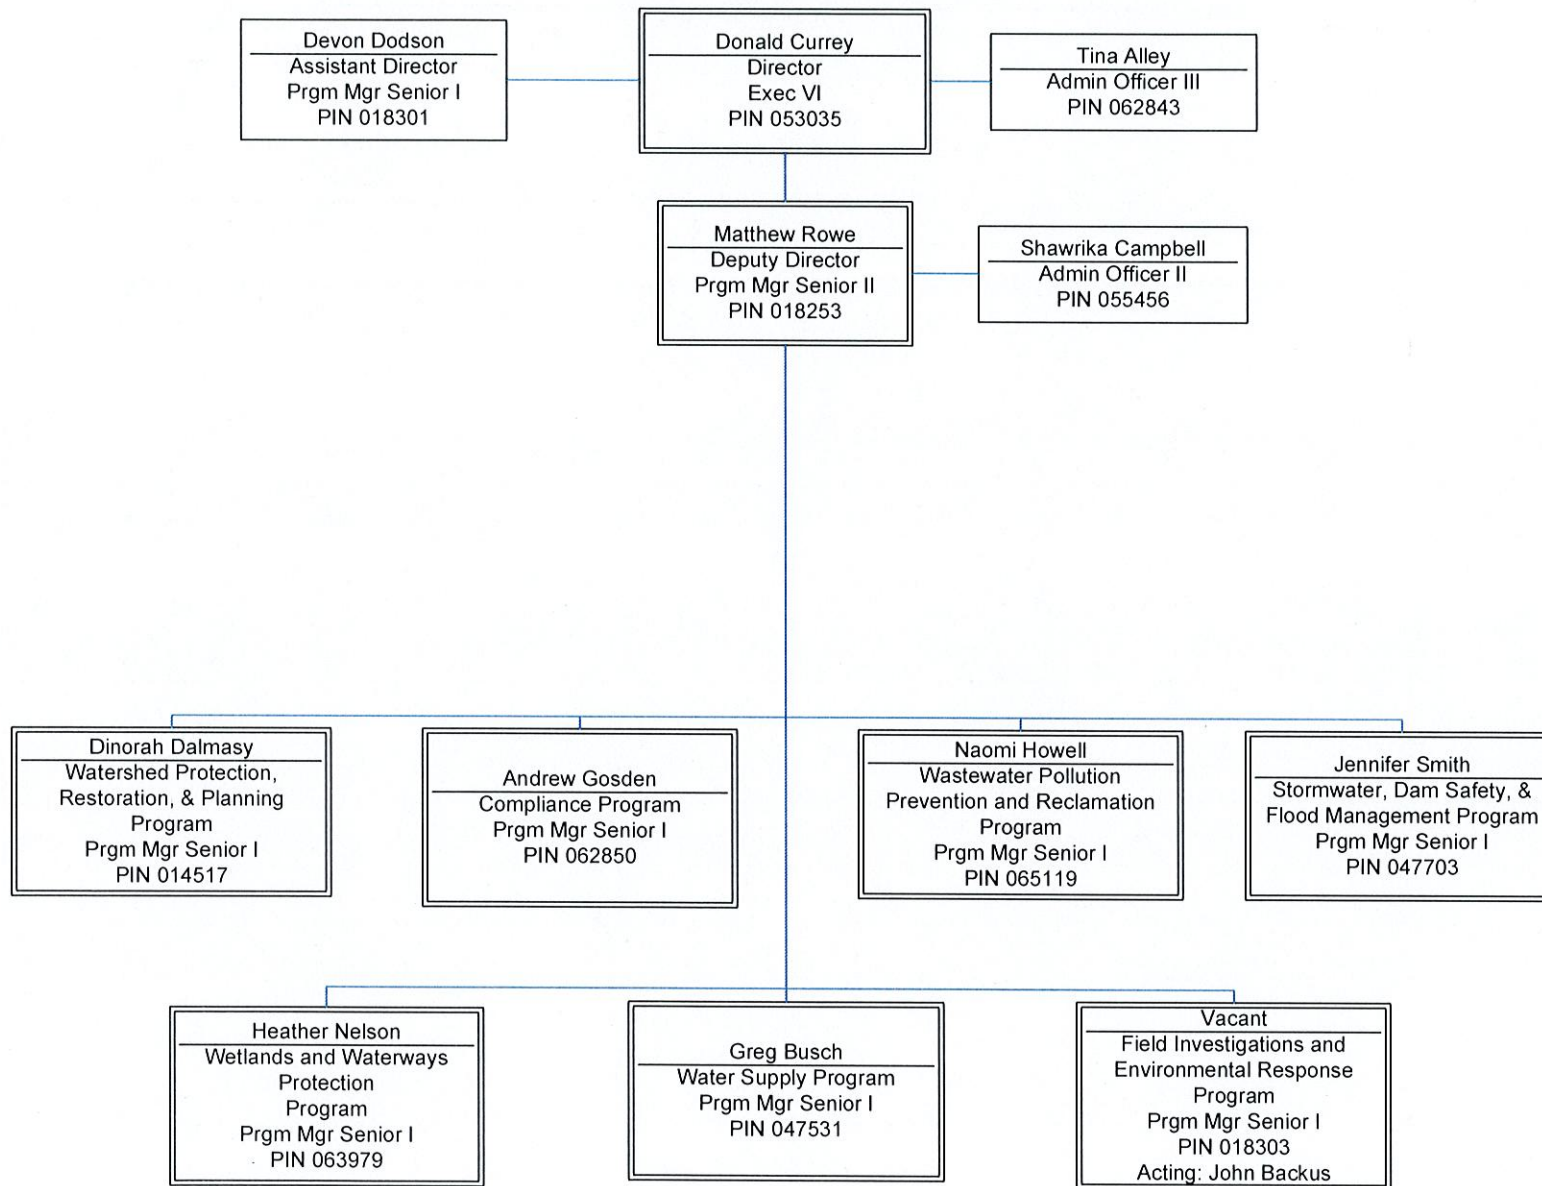 Devon Dodson
Assistant Director
Prgm Mgr Senior I
PIN 018301
Donald Currey
Director
Exec VI
PIN 053035
Tina Alley
Admin Officer III
PIN 062843
Matthew Rowe
Deputy Director
Prgm Mgr Senior II
PIN 018253
Shawrika Campbell
Admin Officer II
PIN 055456
Dinorah Dalmasy
Watershed Protection,
Restoration, & Planning
Program
Prgm Mgr Senior I
PIN 014517
Andrew Gosden
Compliance Program
Prgm Mgr Senior I
PIN 062850
Naomi Howell
Wastewater Pollution
Prevention and Reclamation
Program
Prgm Mgr Senior I
PIN 065119
Jennifer Smith
Stormwater, Dam Safety, &
Flood Management Program
Prgm Mgr Senior I
PIN 047703
Heather Nelson
Wetlands and Waterways
Protection
Program
Prgm Mgr Senior I
PIN 063979
Greg Busch
Water Supply Program
Prgm Mgr Senior I
PIN 047531
Vacant
Field Investigations and
Environmental Response
Program
Prgm Mgr Senior I
PIN 018303
Acting: John Backus